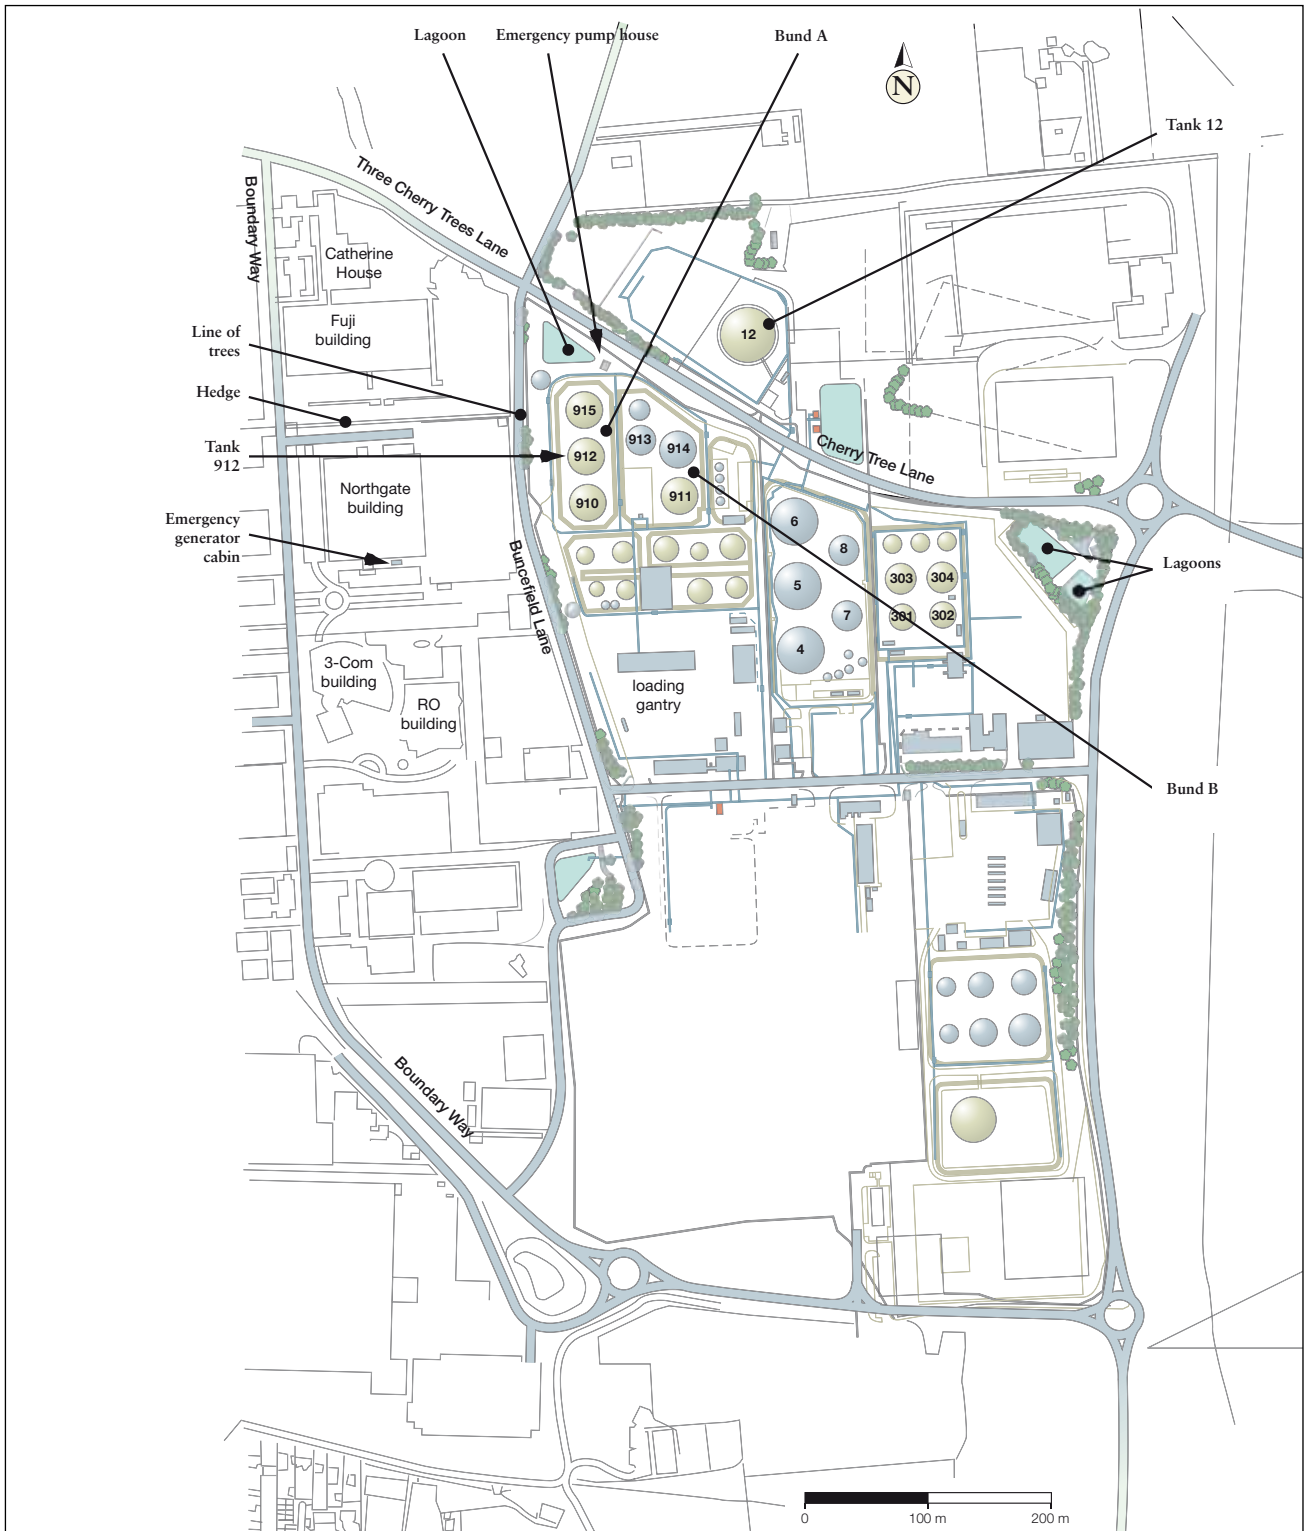 Lagoon
Emergency pump house
Bund A
N
Tank 12
Three Cherry Trees Lane
Boundary Way
Catherine
House
Fuji
building
Line of
trees
12
Hedge
915
913
914
Tank
912
912
Cherry Tree Lane
Northgate
building
910
911
Emergency
generator
cabin
6
8
Buncefield Lane
Lagoons
5
303
304
7
301
302
4
3-Com
building
loading
gantry
RO
building
Bund B
Boundary Way
0
100 m
200 m